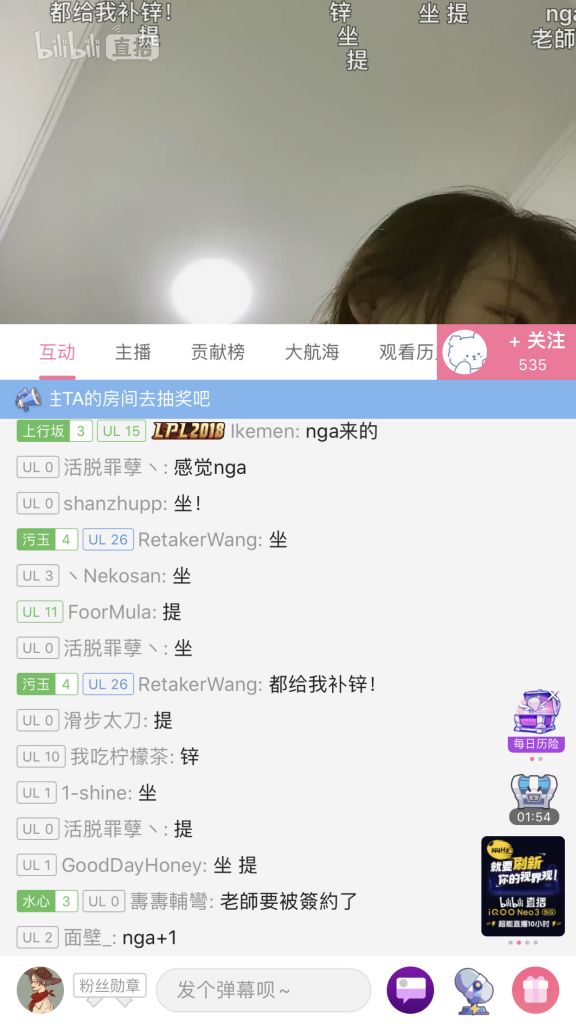 都给我补锌！
锌
坐 提
nga
bilibili 直播
提
坐
老師
提
互动
主播
贡献榜
大航海
观看历
+ 关注
535
主TA的房间去抽奖吧
上行坂 3 UL 15 LPL2018 Ikemen: nga来的
UL 0 活脱罪孽丶: 感觉nga
UL 0 shanzhupp: 坐！
污玉 4 UL 26 RetakerWang: 坐
UL 3 丶Nekosan: 坐
UL 11 FoorMula: 提
UL 0 活脱罪孽丶: 坐
污玉 4 UL 26 RetakerWang: 都给我补锌！
UL 0 滑步太刀: 提
UL 10 我吃柠檬茶: 锌
UL 1 1-shine: 坐
UL 0 活脱罪孽丶: 提
UL 1 GoodDayHoney: 坐 提
水心 3 UL 0 壽壽輔彎: 老師要被簽約了
UL 2 面壁_: nga+1
每日历险
01:54
144Hz
就要刷新
你的视界观！
bilibili 直播
iQOO Neo3 5G
超能直播10小时
粉丝勋章
发个弹幕呗～